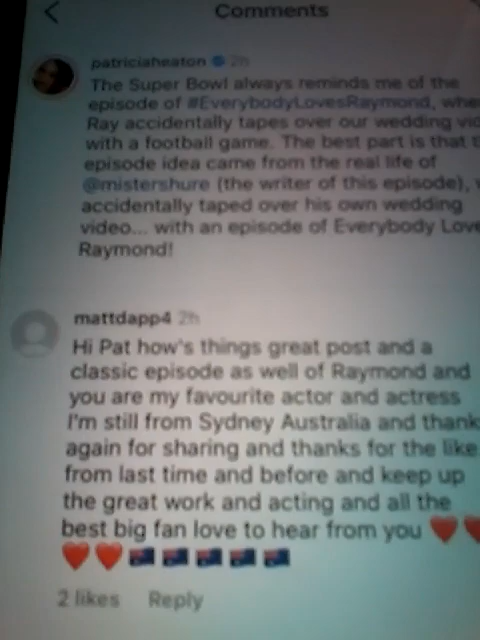 Comments
patriciaheaton 2h
The Super Bowl always reminds me of the
episode of #EverybodyLovesRaymond, 
Ray accidentally tapes over our wedding
with a football game. The best part is that
episode idea came from the real life of
@mistershure (the writer of this episode),
accidentally taped over his own wedding
video... with an episode of Everybody
Raymond!
mattdapp4 2h
Hi Pat how's things great post and a
classic episode as well of Raymond and
you are my favourite actor and actress
I'm still from Sydney Australia and thank
again for sharing and thanks for the like
from last time and before and keep up
the great work and acting and all the
best big fan love to hear from you ❤️❤️
❤️❤️🇦🇺🇦🇺🇦🇺🇦🇺🇦🇺
2 likes Reply